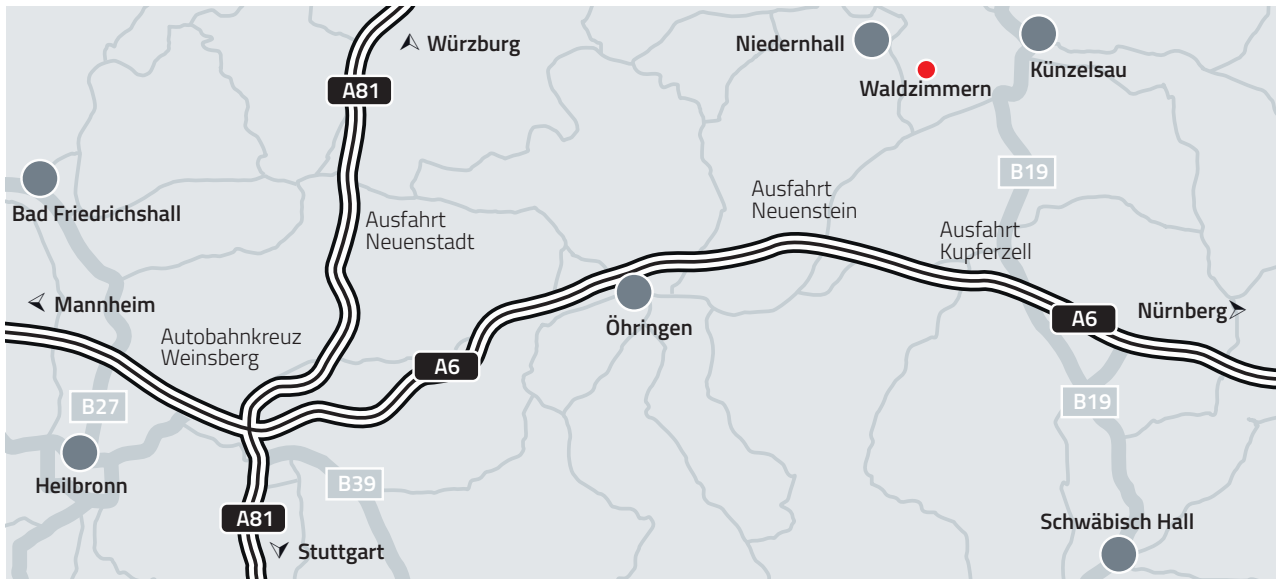 Würzburg
Niedernhall
Künzelsau
A81
Waldzimmern
B19
Bad Friedrichshall
Ausfahrt
Neuenstadt
Ausfahrt
Neuenstein
Ausfahrt
Kupferzell
Mannheim
Nürnberg
A6
Öhringen
Autobahnkreuz
Weinsberg
A6
B27
B19
Heilbronn
B39
A81
Schwäbisch Hall
Stuttgart